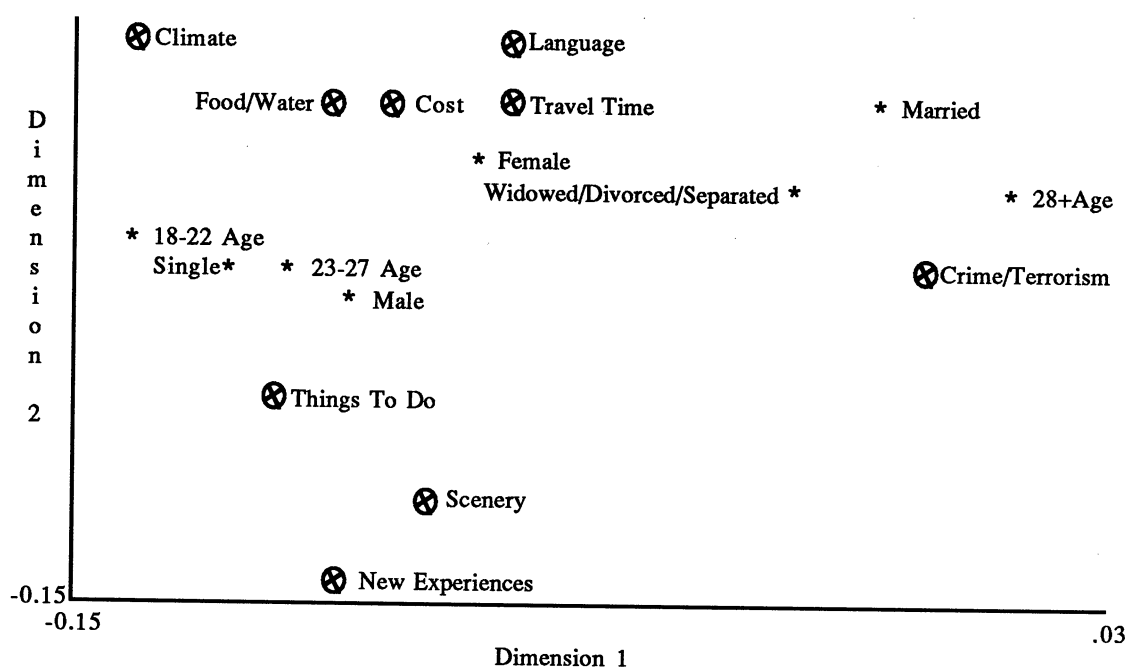 Climate
Language
Food/Water
Cost
Travel Time
* Married
* Female
Widowed/Divorced/Separated *
* 28+Age
* 18-22 Age
Single*
* 23-27 Age
Crime/Terrorism
* Male
Things To Do
Scenery
New Experiences
Dimension 2
-0.15
-0.15
.03
Dimension 1